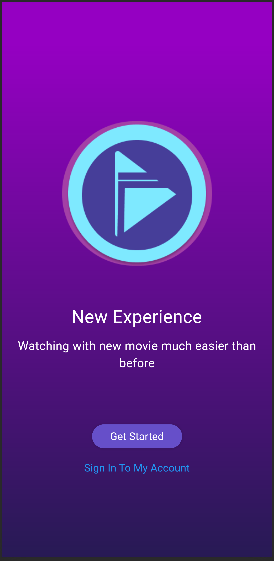 New Experience
Watching with new movie much easier than
before
Get Started
Sign In To My Account